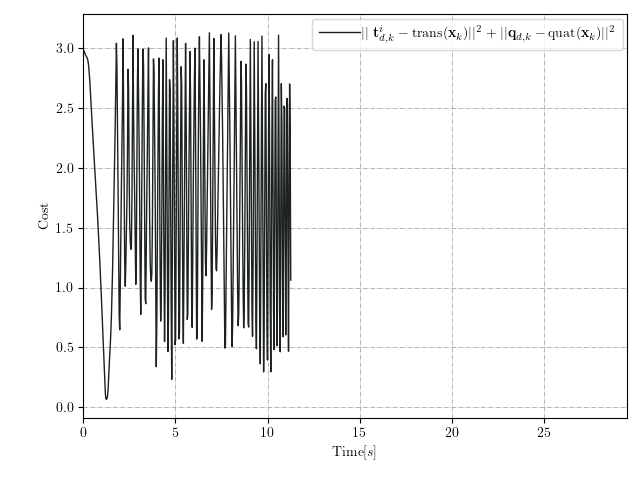 || t^i_{d,k} − trans(x_k)||² + ||q_{d,k} − quat(x_k)||²
Cost
3.0
2.5
2.0
1.5
1.0
0.5
0.0
0 5 10 15 20 25
Time[s]